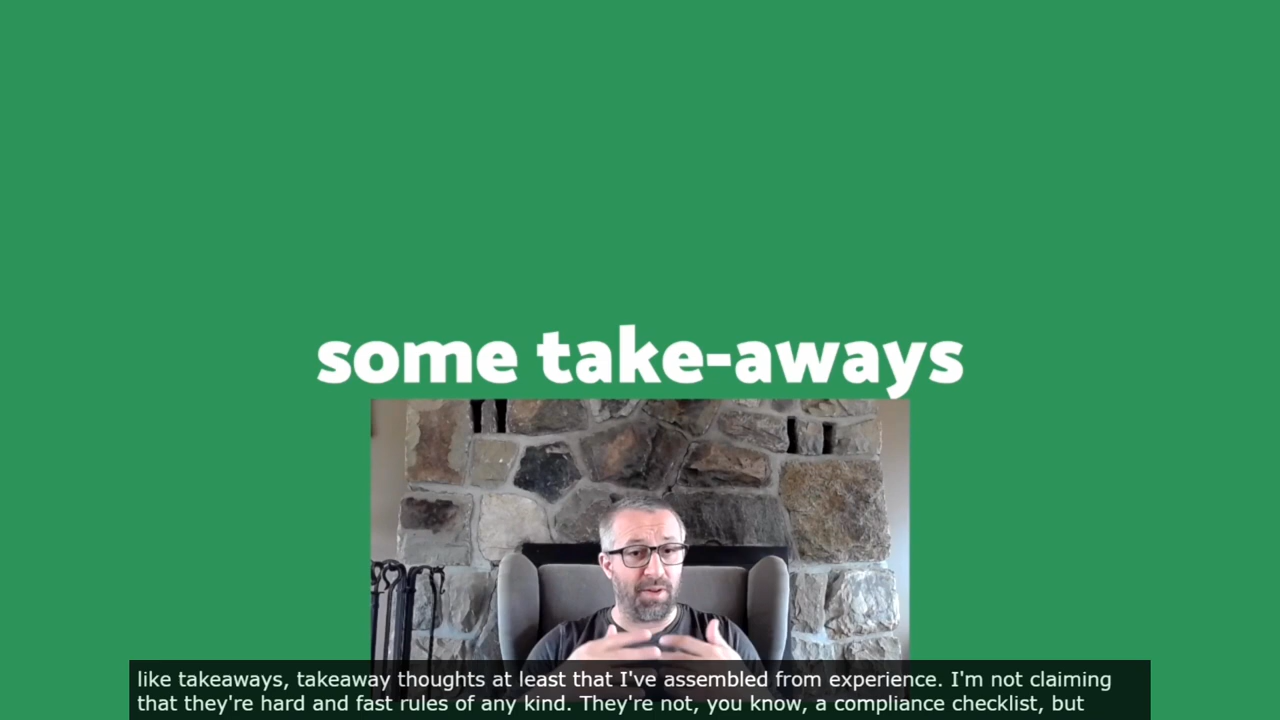 some take-aways
like takeaways, takeaway thoughts at least that I've assembled from experience. I'm not claiming
that they're hard and fast rules of any kind. They're not, you know, a compliance checklist, but